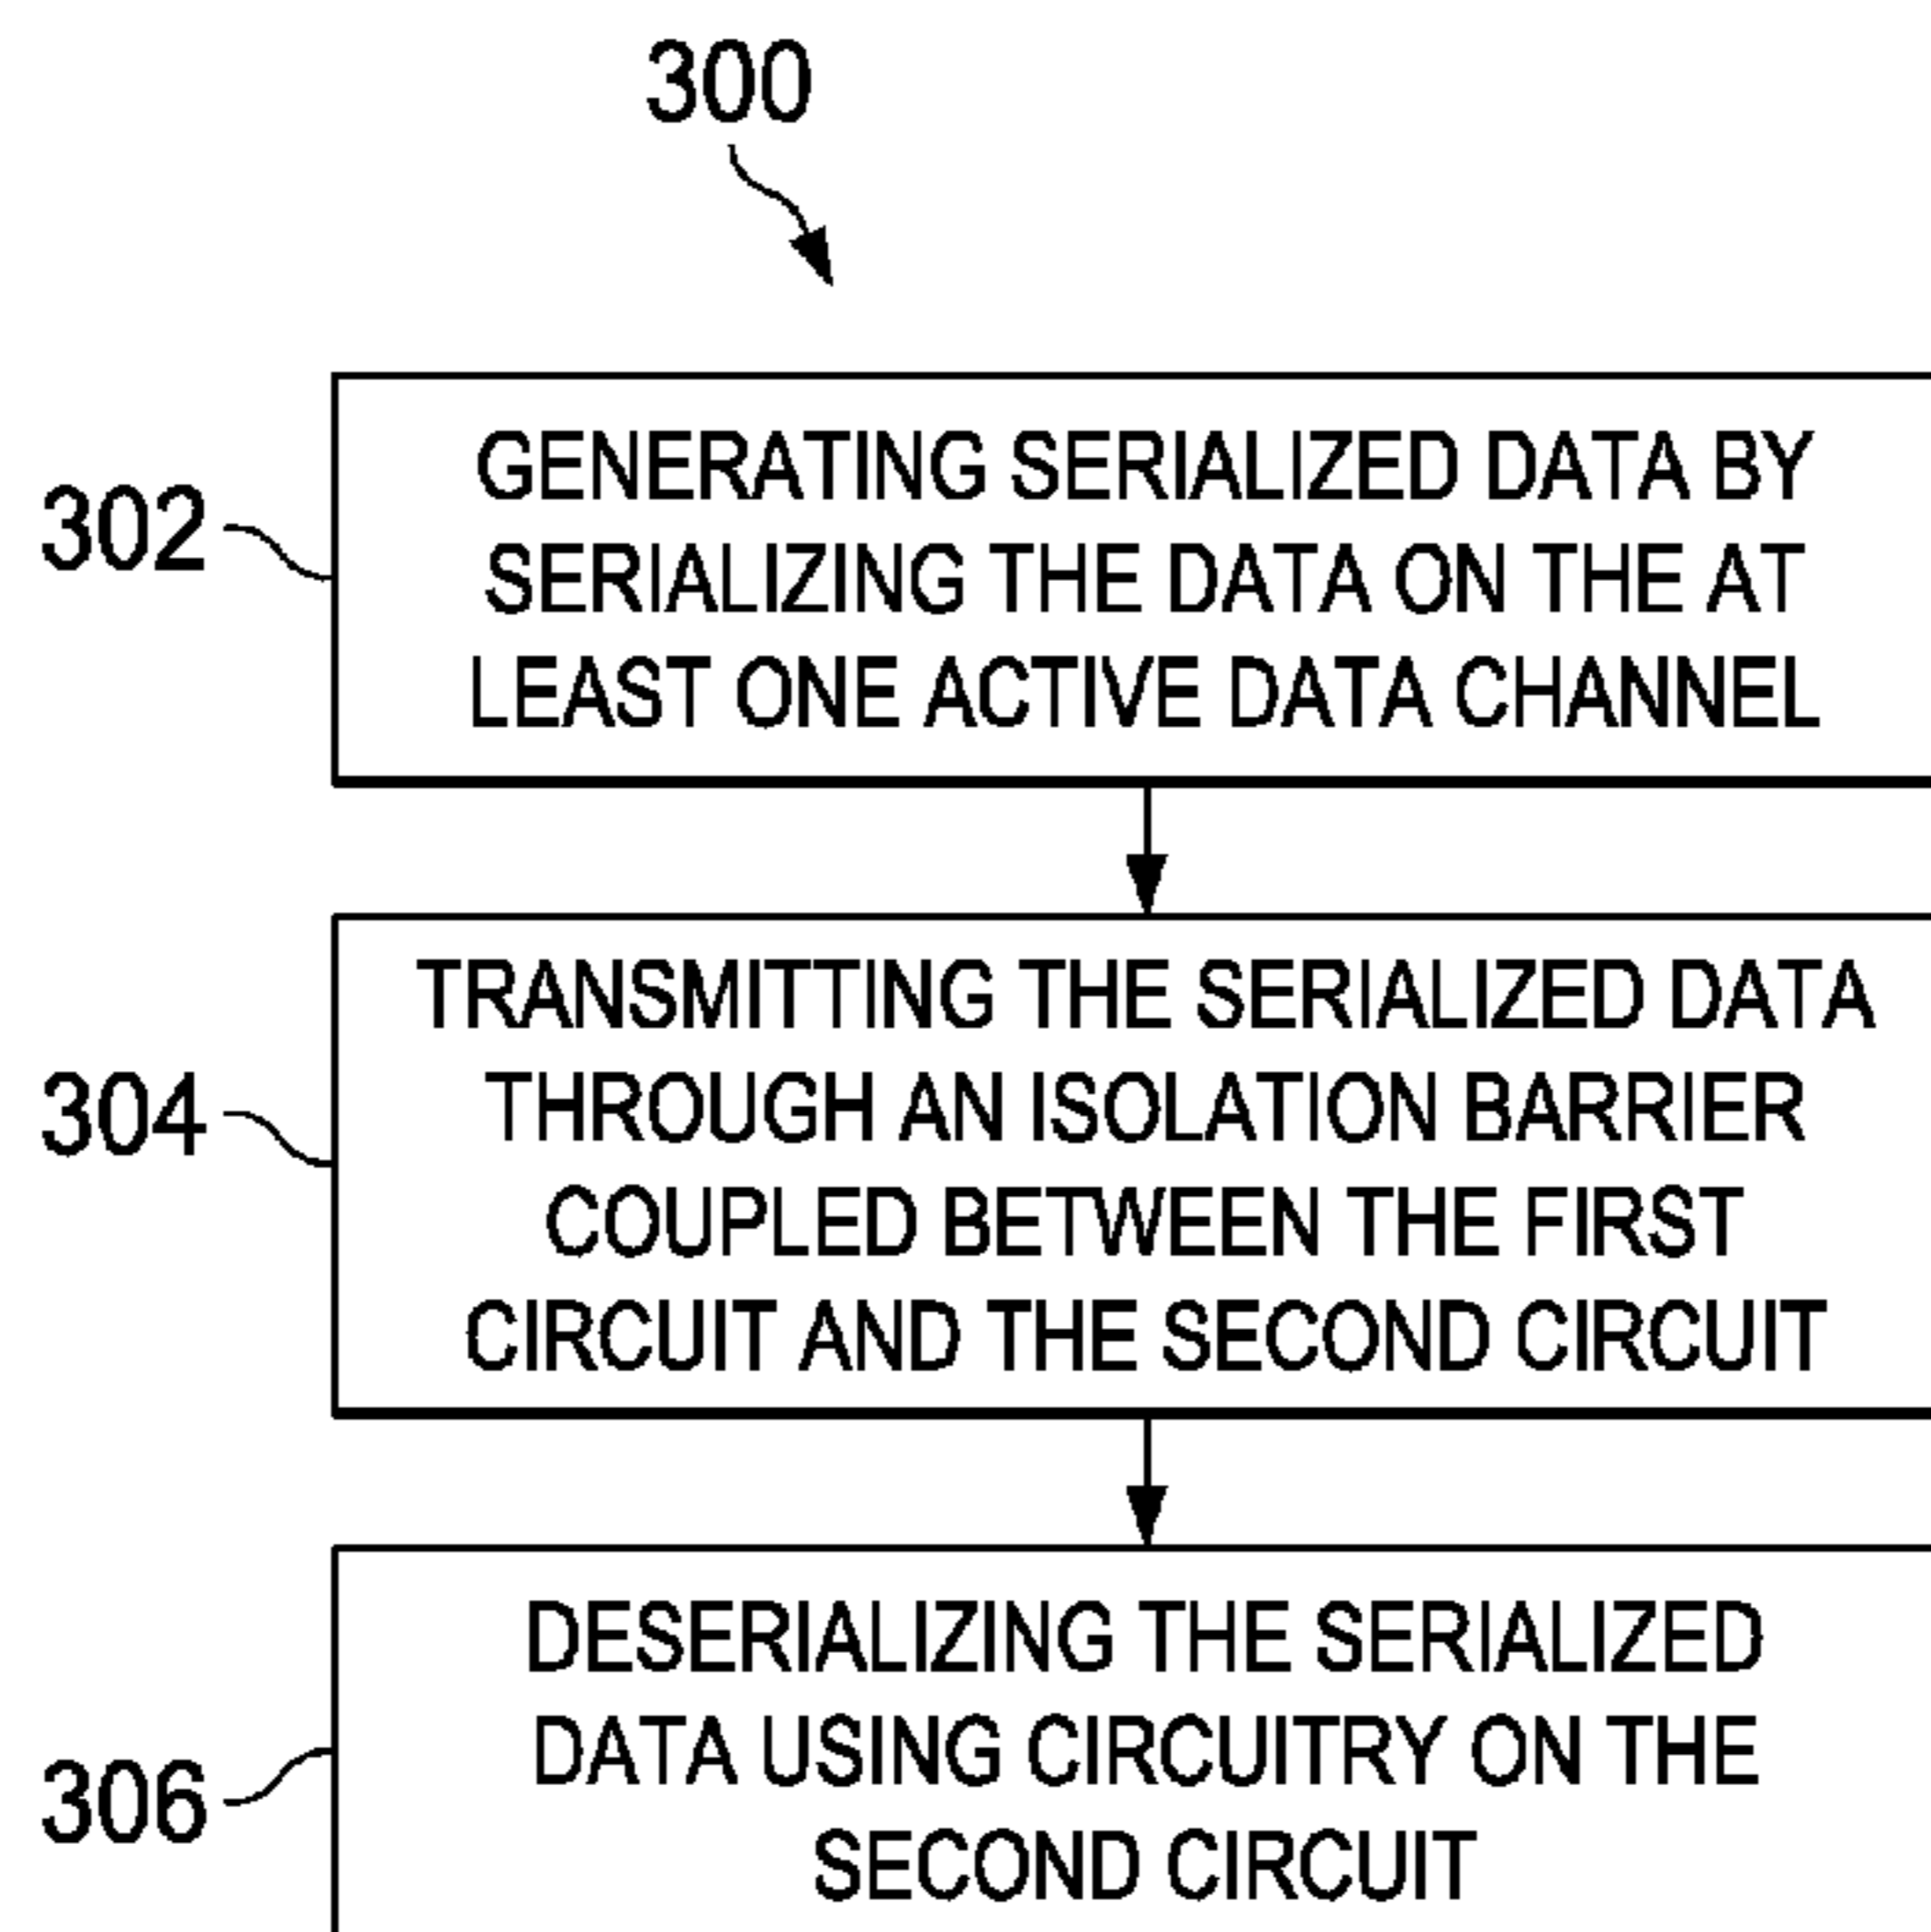 300
302
GENERATING SERIALIZED DATA BY
SERIALIZING THE DATA ON THE AT
LEAST ONE ACTIVE DATA CHANNEL
304
TRANSMITTING THE SERIALIZED DATA
THROUGH AN ISOLATION BARRIER
COUPLED BETWEEN THE FIRST
CIRCUIT AND THE SECOND CIRCUIT
306
DESERIALIZING THE SERIALIZED
DATA USING CIRCUITRY ON THE
SECOND CIRCUIT